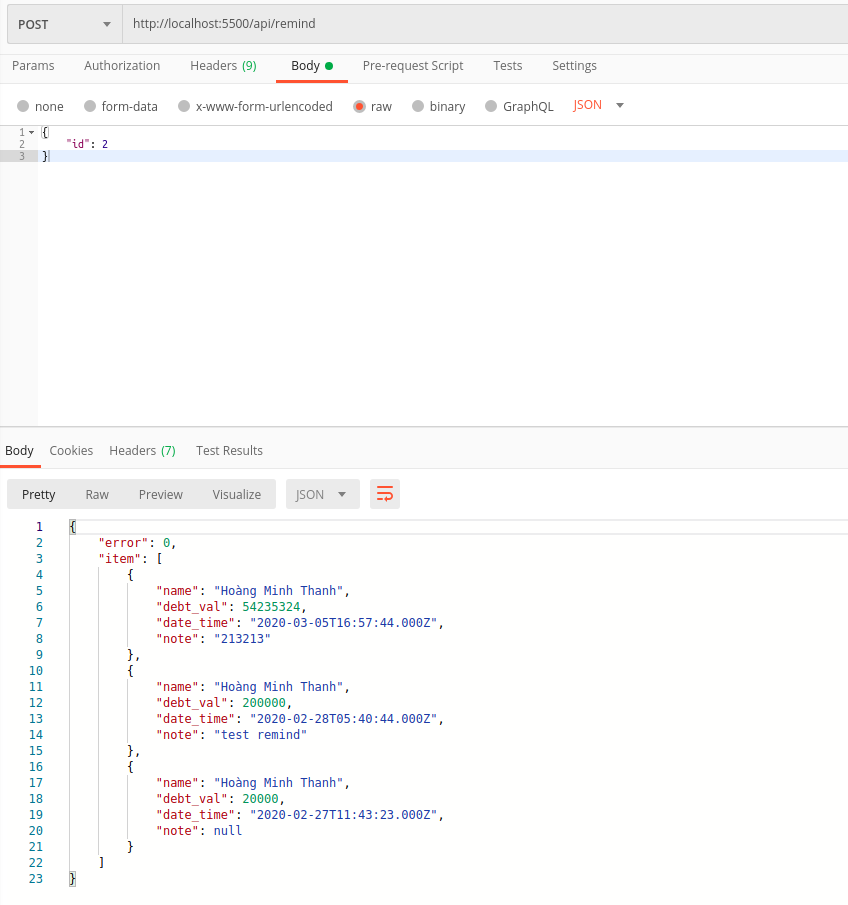 POST http://localhost:5500/api/remind
Params Authorization Headers (9) Body Pre-request Script Tests Settings
none form-data x-www-form-urlencoded raw binary GraphQL JSON
1 {
2 "id": 2
3 }
Body Cookies Headers (7) Test Results
Pretty Raw Preview Visualize JSON
1 {
2 "error": 0,
3 "item": [
4 {
5 "name": "Hoàng Minh Thanh",
6 "debt_val": 54235324,
7 "date_time": "2020-03-05T16:57:44.000Z",
8 "note": "213213"
9 },
10 {
11 "name": "Hoàng Minh Thanh",
12 "debt_val": 200000,
13 "date_time": "2020-02-28T05:40:44.000Z",
14 "note": "test remind"
15 },
16 {
17 "name": "Hoàng Minh Thanh",
18 "debt_val": 20000,
19 "date_time": "2020-02-27T11:43:23.000Z",
20 "note": null
21 }
22 ]
23 }